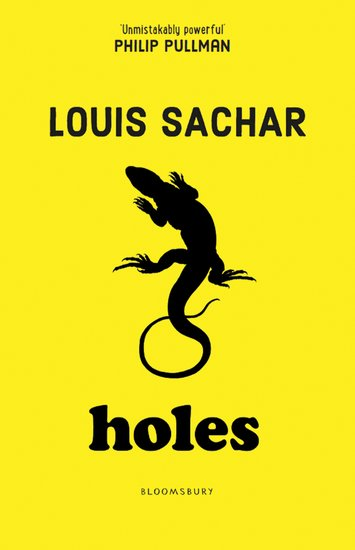 'Unmistakably powerful'
PHILIP PULLMAN
LOUIS SACHAR
holes
BLOOMSBURY